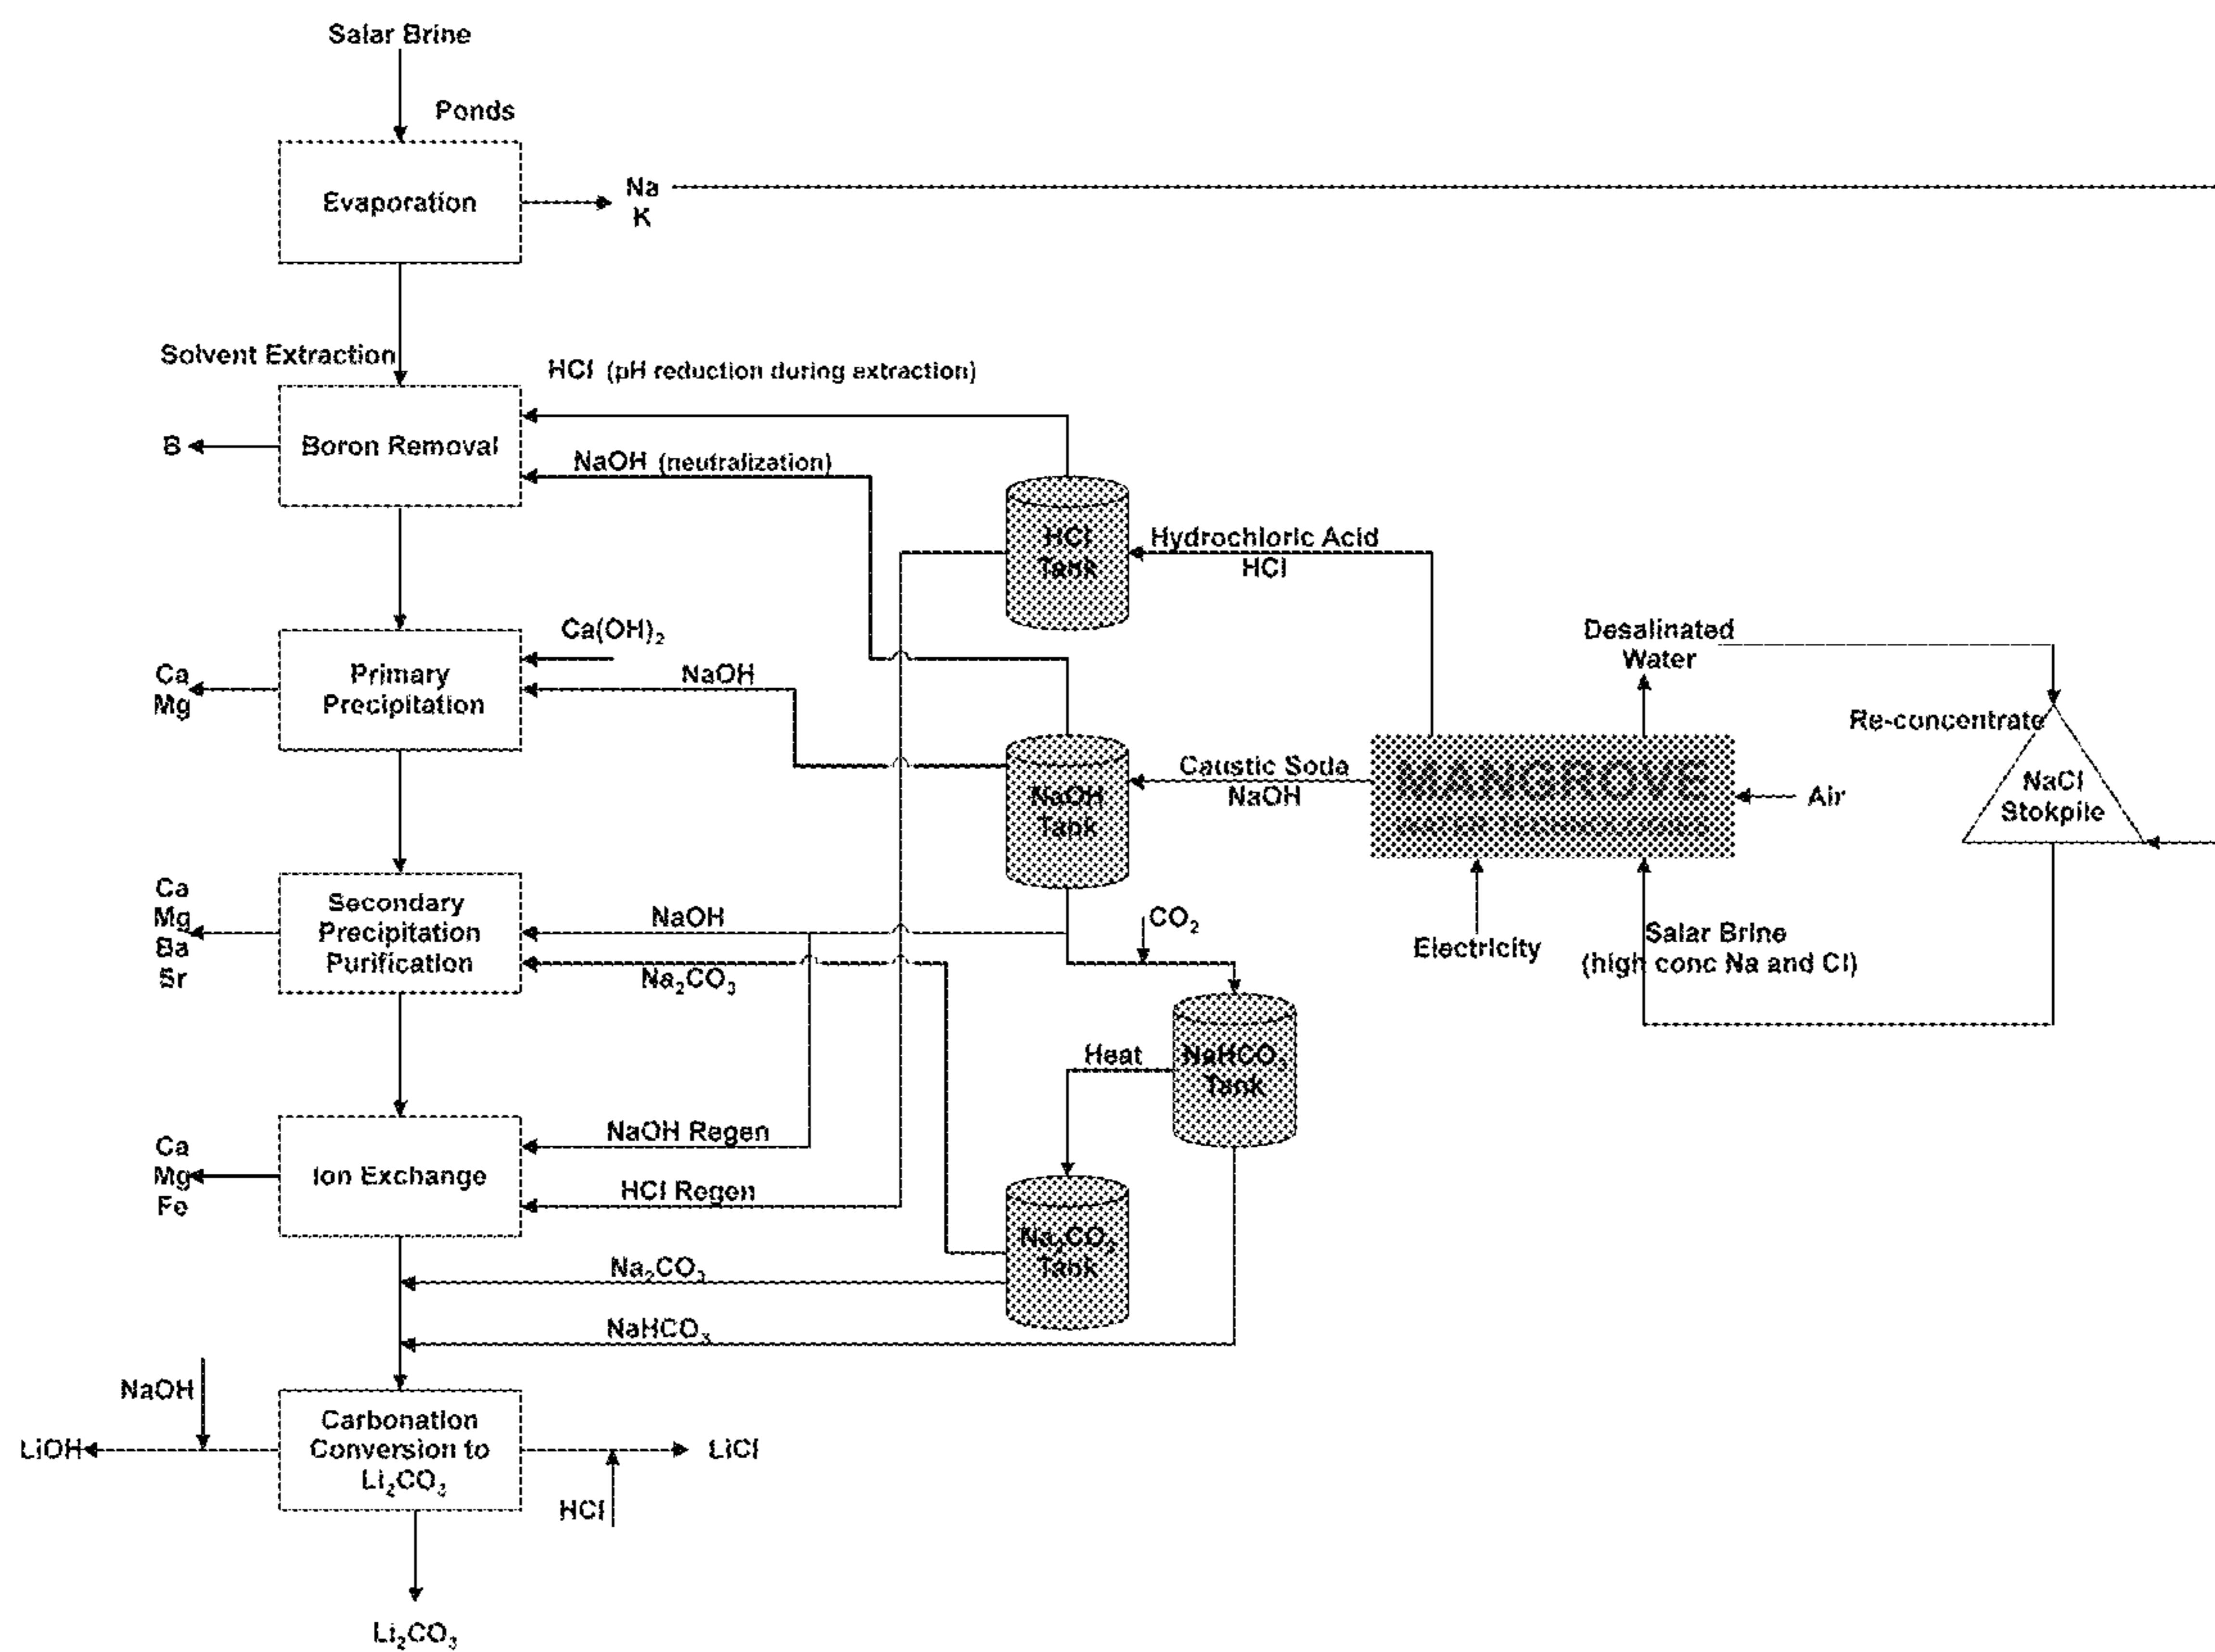 Salar Brine
Ponds
Evaporation
Na
K
Solvent Extraction
HCl (pH reduction during extraction)
B
Boron Removal
NaOH (neutralization)
HCl
Tank
Hydrochloric Acid
HCl
Ca(OH)₂
Ca
Mg
Primary
Precipitation
NaOH
Desalinated
Water
Re-concentrate
NaCl
Stokpile
Caustic Soda
NaOH
NaOH
Tank
MANGROVE
Air
Ca
Mg
Ba
Sr
Secondary
Precipitation
Purification
NaOH
Na₂CO₃
CO₂
Electricity
Salar Brine
(high conc Na and Cl)
Heat
NaHCO₃
Tank
Ca
Mg
Fe
Ion Exchange
NaOH Regen
HCl Regen
Na₂CO₃
Tank
Na₂CO₃
NaHCO₃
NaOH
LiOH
Carbonation
Conversion to
Li₂CO₃
LiCl
HCl
Li₂CO₃